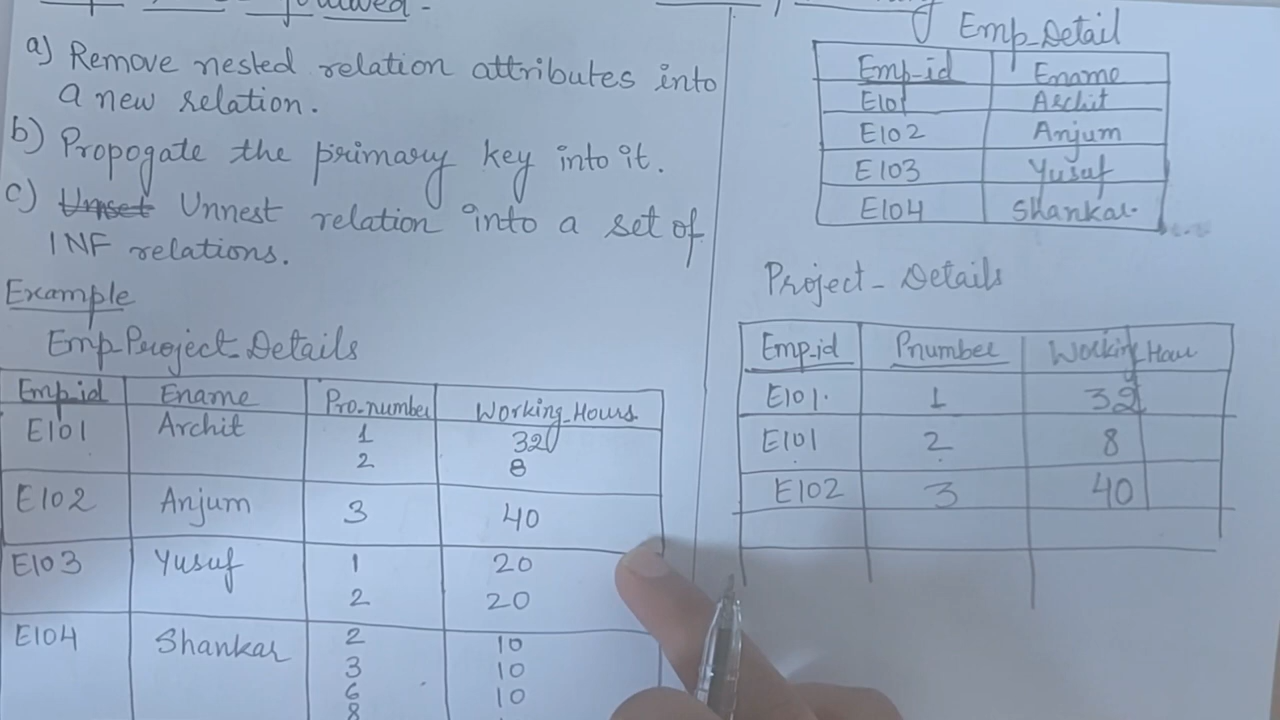 a) Remove nested relation attributes into
a new relation.
b) Propogate the primary key into it.
c) Unnest relation into a set of
1NF relations.
Example
Emp_Project_Details
Emp_id Ename Pro_number Working_Hours
E101 Archit 1 32
2 8
E102 Anjum 3 40
E103 Yusuf 1 20
2 20
E104 Shankar 2 10
3 10
6 10
8
Emp_Detail
Emp_id Ename
E101 Archit
E102 Anjum
E103 Yusuf
E104 Shankar.
Project_Details
Emp_id Pnumber Working_Hour
E101. 1 32
E101 2 8
E102 3 40